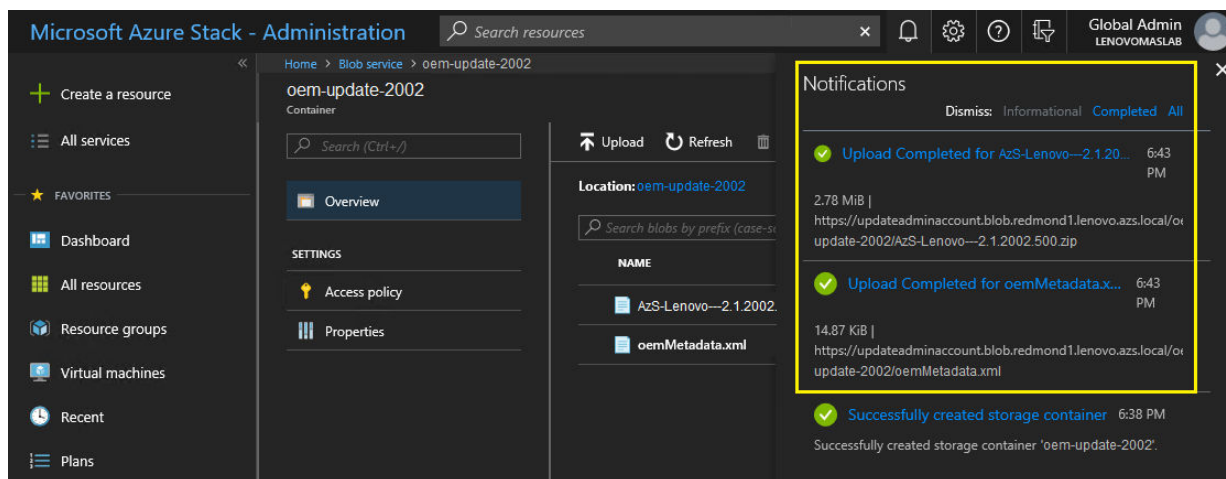 Microsoft Azure Stack - Administration
Search resources
Global Admin
LENOVOMASLAB
Create a resource
All services
FAVORITES
Dashboard
All resources
Resource groups
Virtual machines
Recent
Plans
Home > Blob service > oem-update-2002
oem-update-2002
Container
Search (Ctrl+/)
Overview
SETTINGS
Access policy
Properties
Upload Refresh
Location: oem-update-2002
Search blobs by prefix (case-s
NAME
AzS-Lenovo---2.1.2002.
oemMetadata.xml
Notifications
Dismiss: Informational Completed All
Upload Completed for AzS-Lenovo---2.1.20... 6:43
PM
2.78 MiB |
https://updateadminaccount.blob.redmond1.lenovo.azs.local/oe
update-2002/AzS-Lenovo---2.1.2002.500.zip
Upload Completed for oemMetadata.x... 6:43
PM
14.87 KiB |
https://updateadminaccount.blob.redmond1.lenovo.azs.local/oe
update-2002/oemMetadata.xml
Successfully created storage container 6:38 PM
Successfully created storage container 'oem-update-2002'.